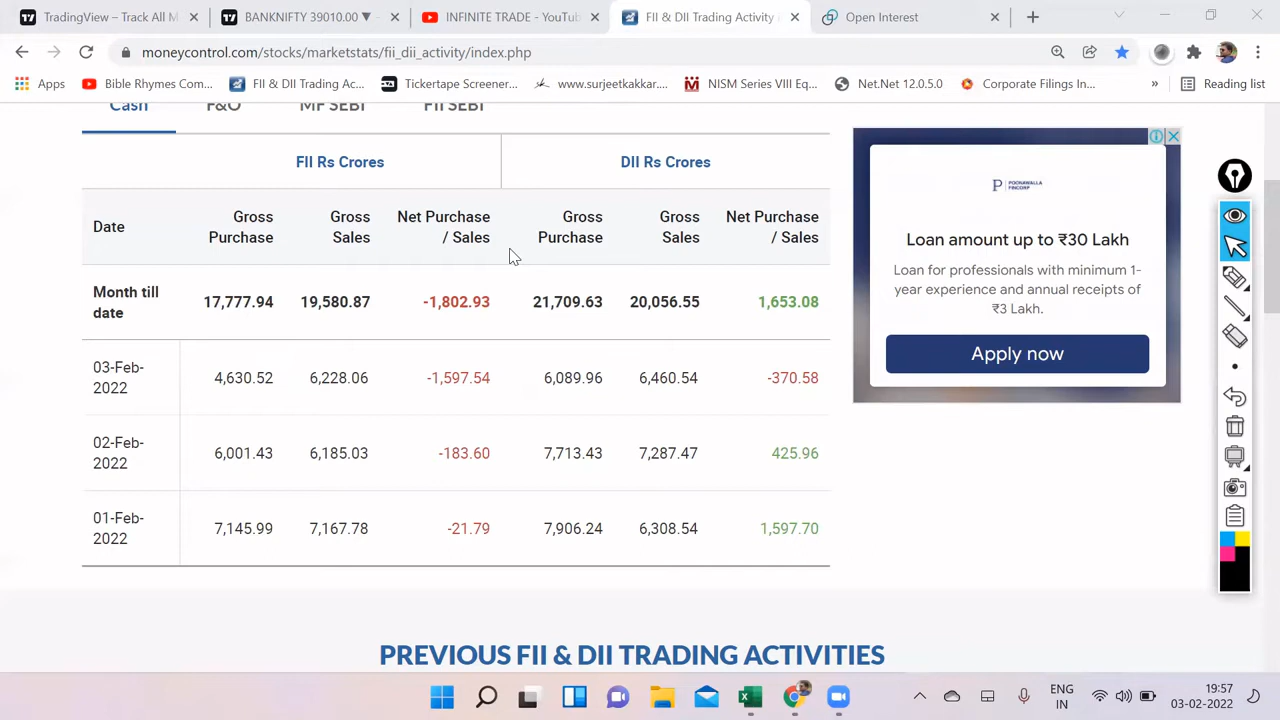 TradingView – Track All M
BANKNIFTY 39010.00 ▼
INFINITE TRADE - YouTub
FII & DII Trading Activity
Open Interest
moneycontrol.com/stocks/marketstats/fii_dii_activity/index.php
Apps
Bible Rhymes Com...
FII & DII Trading Ac...
Tickertape Screener...
www.surjeetkakkar....
NISM Series VIII Eq...
Net.Net 12.0.5.0
Corporate Filings In...
»
Reading list
Cash F&O MF SEBI FII SEBI
FII Rs Crores DII Rs Crores
Date
Gross
Purchase
Gross
Sales
Net Purchase
/ Sales
Gross
Purchase
Gross
Sales
Net Purchase
/ Sales
Month till
date
17,777.94 19,580.87 -1,802.93 21,709.63 20,056.55 1,653.08
03-Feb-
2022
4,630.52 6,228.06 -1,597.54 6,089.96 6,460.54 -370.58
02-Feb-
2022
6,001.43 6,185.03 -183.60 7,713.43 7,287.47 425.96
01-Feb-
2022
7,145.99 7,167.78 -21.79 7,906.24 6,308.54 1,597.70
POONAWALLA
FINCORP
Loan amount up to ₹30 Lakh
Loan for professionals with minimum 1-
year experience and annual receipts of
₹3 Lakh.
Apply now
PREVIOUS FII & DII TRADING ACTIVITIES
ENG
IN
19:57
03-02-2022